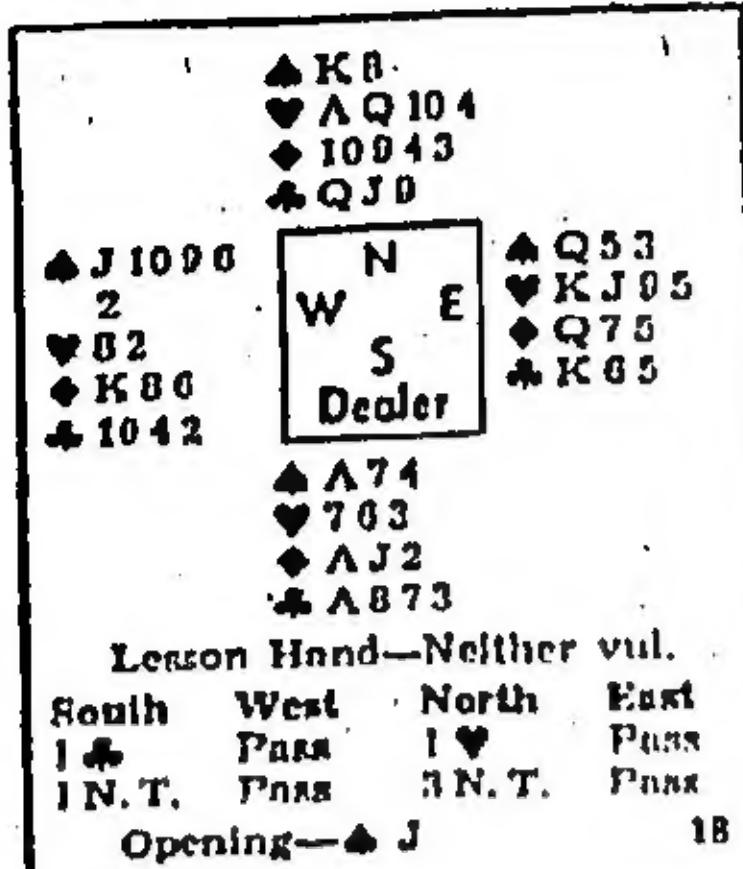 ♠ K 8
♥ A Q 10 4
♦ 10 9 4 3
♣ Q J 9
♠ J 10 9 6
2
♥ 8 2
♦ K 8 6
♣ 10 4 2
N
W E
S
Dealer
♠ Q 5 3
♥ K J 9 5
♦ Q 7 5
♣ K 6 5
♠ A 7 4
♥ 7 6 3
♦ A J 2
♣ A 8 7 3
Lesson Hand—Neither vul.
South West North East
1 ♣ Pass 1 ♥ Pass
1 N. T. Pass 3 N. T. Pass
Opening—♠ J 18